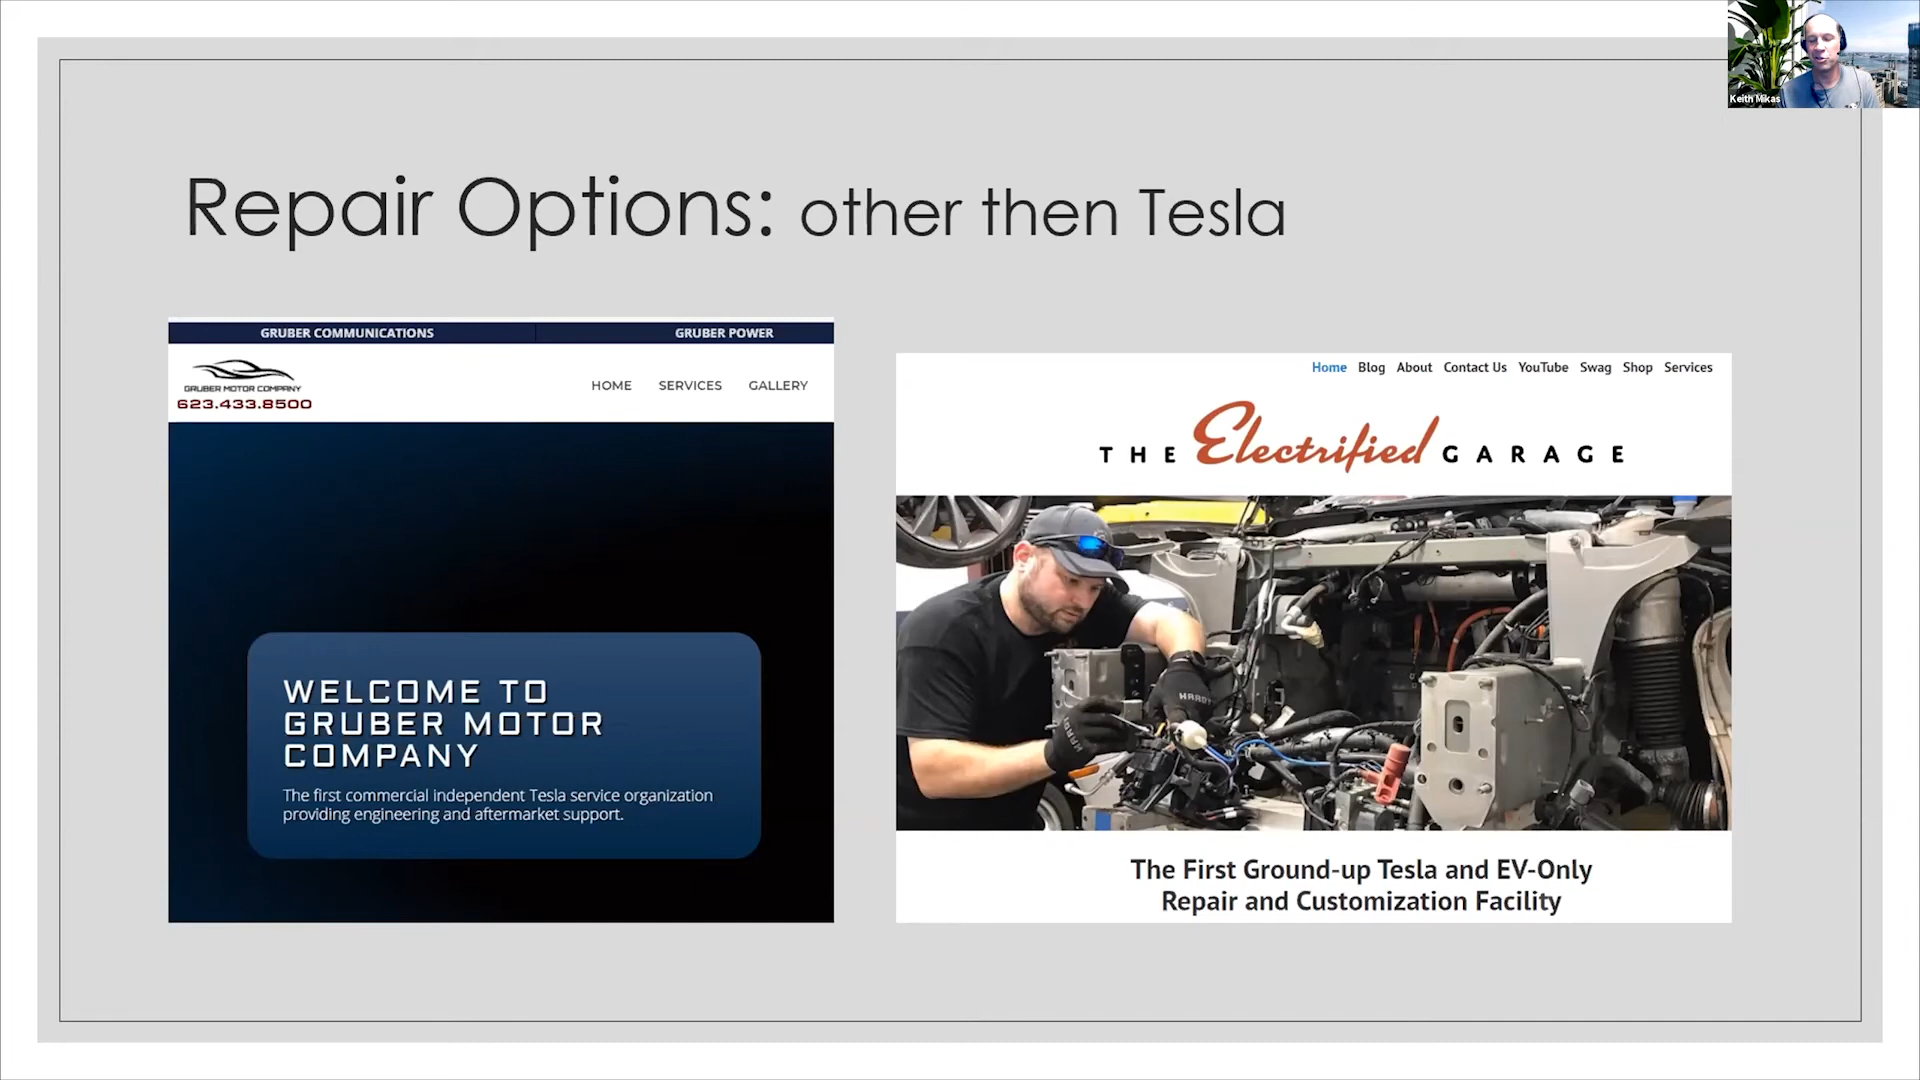 Keith Mikas
Repair Options: other then Tesla
GRUBER COMMUNICATIONS
GRUBER POWER
GRUBER MOTOR COMPANY
623.433.8500
HOME SERVICES GALLERY
WELCOME TO
GRUBER MOTOR
COMPANY
The first commercial independent Tesla service organization
providing engineering and aftermarket support.
Home Blog About Contact Us YouTube Swag Shop Services
THE Electrified GARAGE
HARDY
HARDY
The First Ground-up Tesla and EV-Only
Repair and Customization Facility